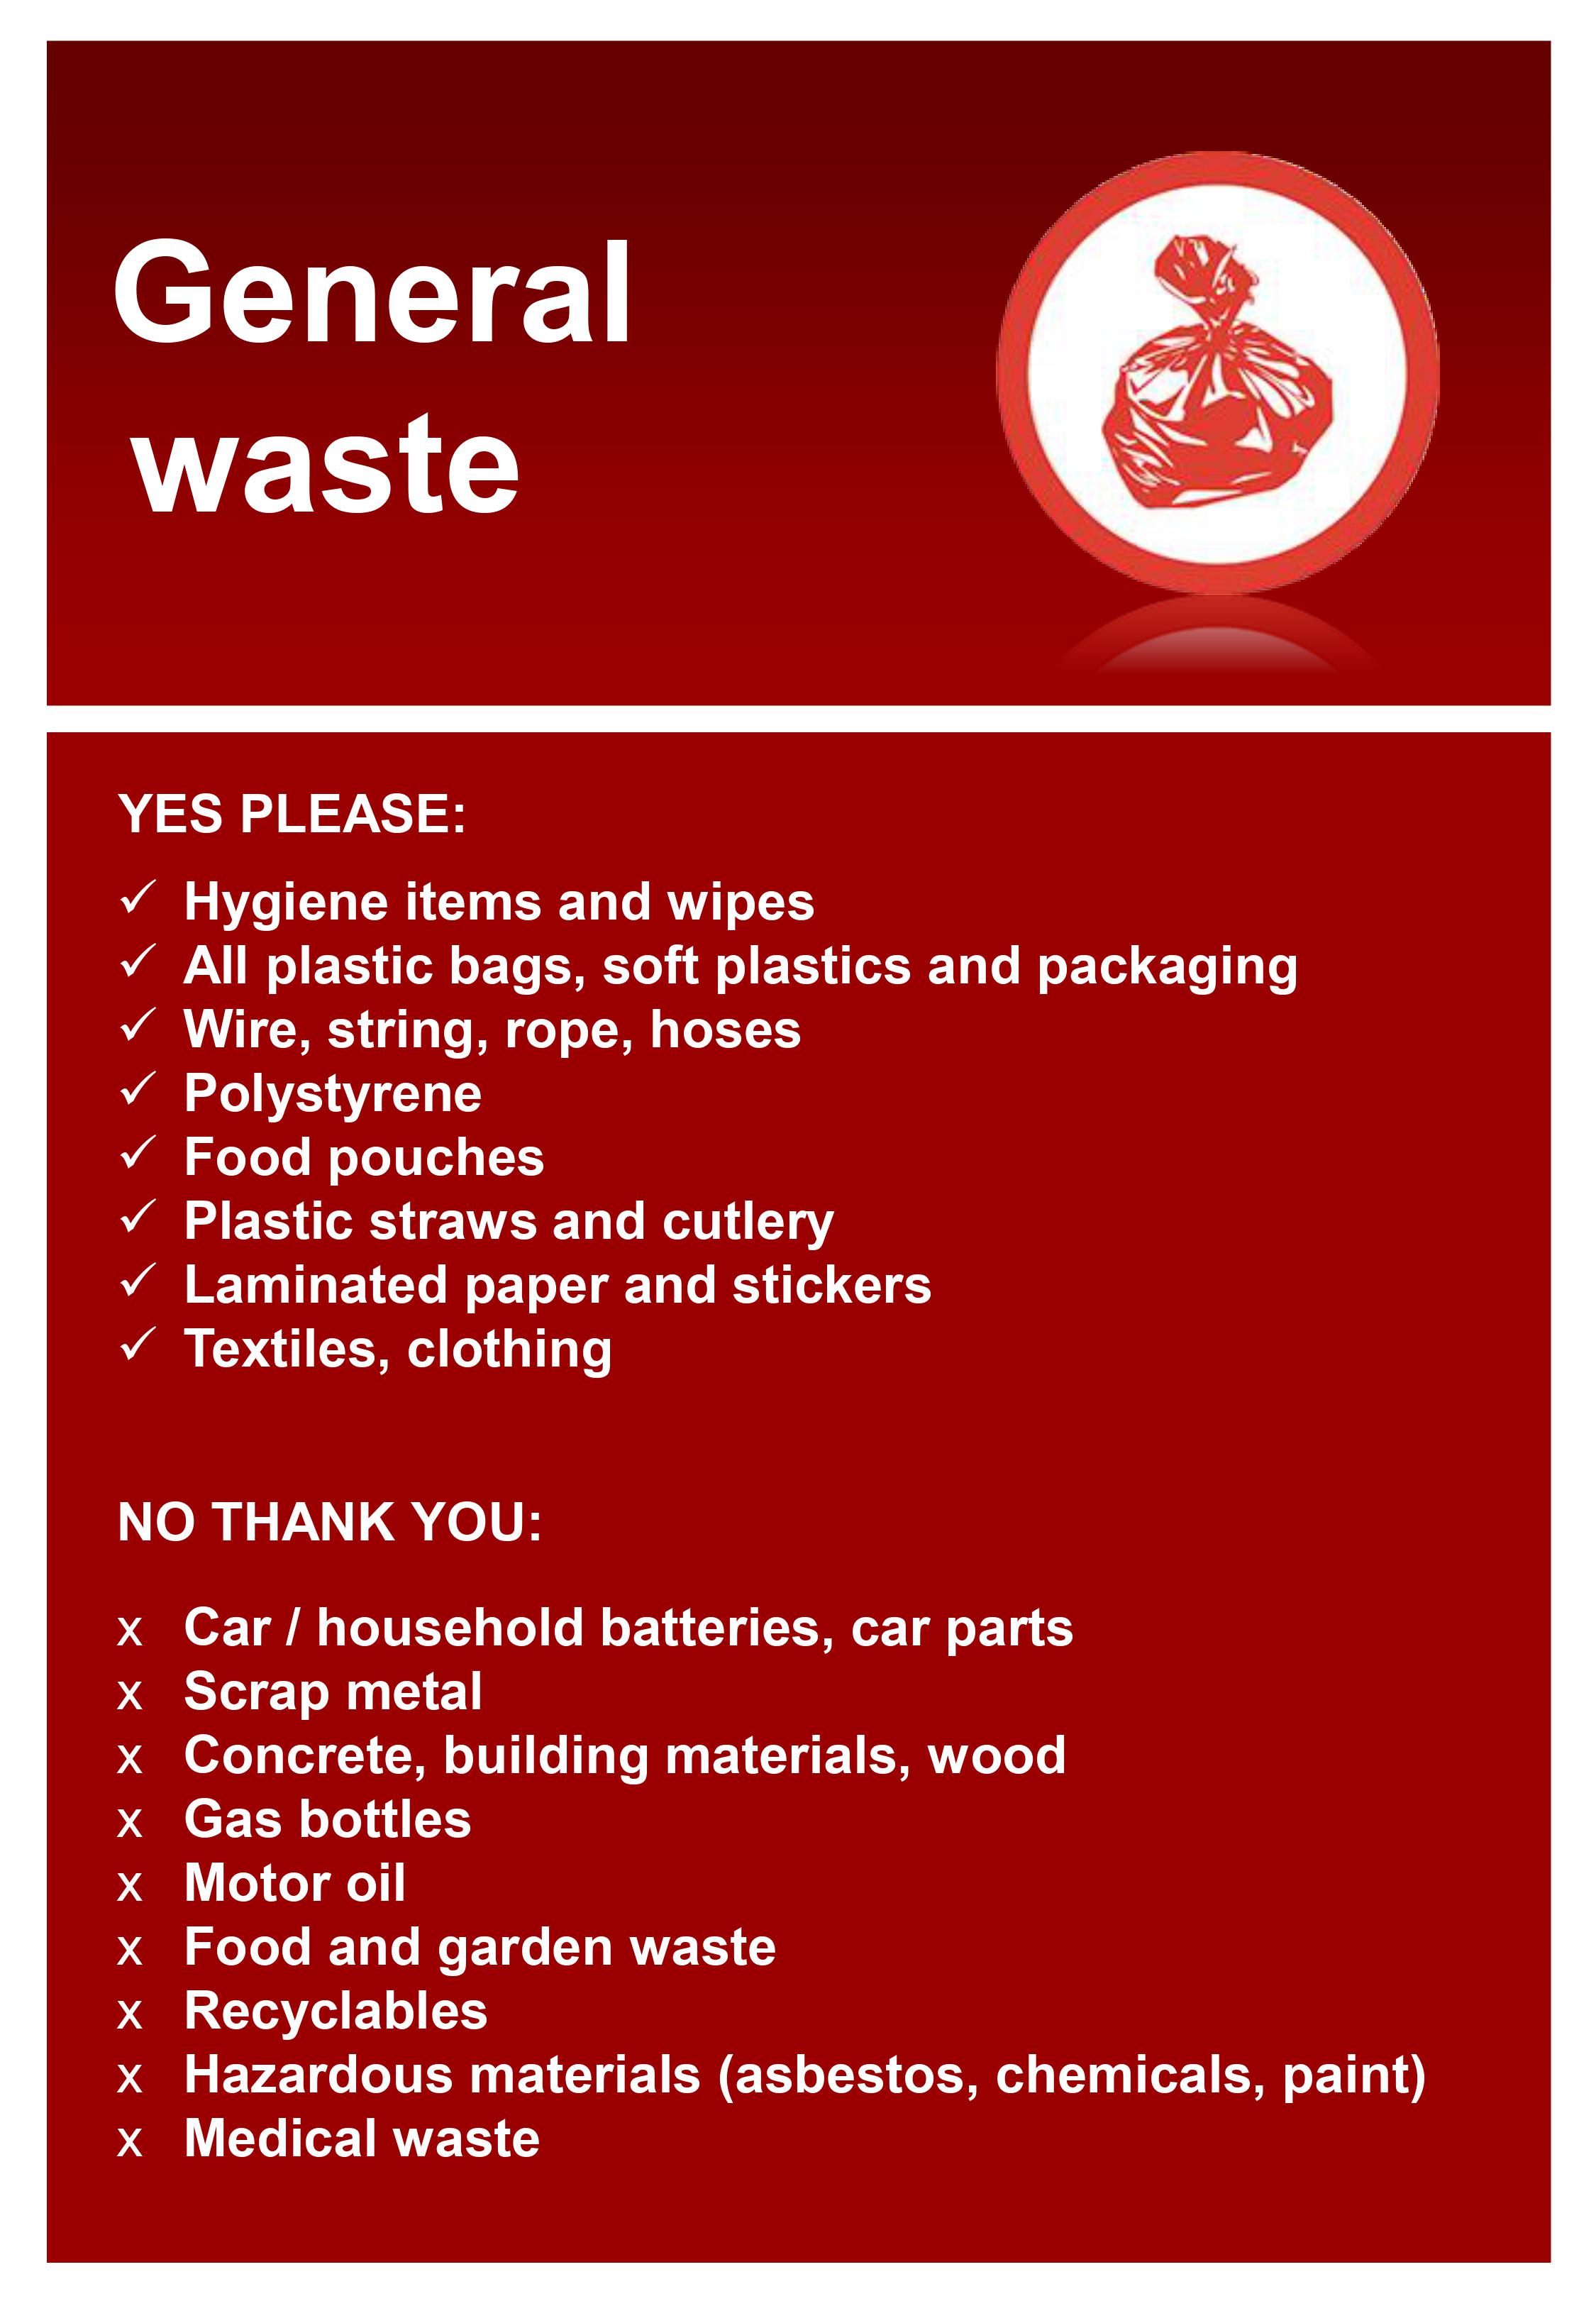 General
waste
YES PLEASE:
✓ Hygiene items and wipes
✓ All plastic bags, soft plastics and packaging
✓ Wire, string, rope, hoses
✓ Polystyrene
✓ Food pouches
✓ Plastic straws and cutlery
✓ Laminated paper and stickers
✓ Textiles, clothing
NO THANK YOU:
x Car / household batteries, car parts
x Scrap metal
x Concrete, building materials, wood
x Gas bottles
x Motor oil
x Food and garden waste
x Recyclables
x Hazardous materials (asbestos, chemicals, paint)
x Medical waste